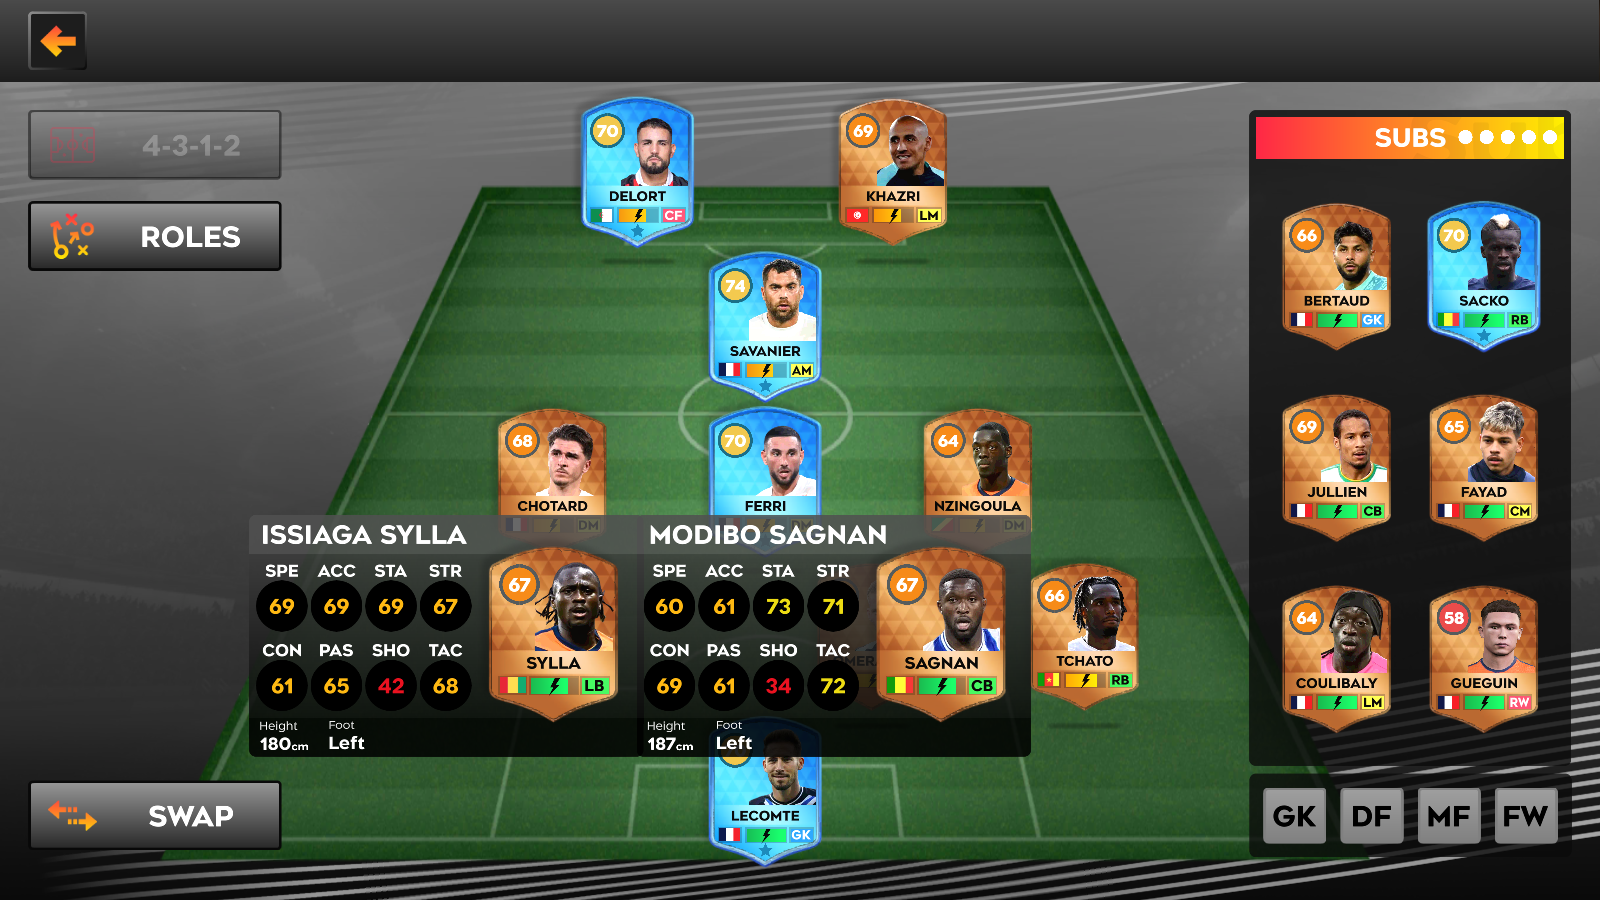 4-3-1-2
ROLES
70
DELORT
CF
69
KHAZRI
LM
74
SAVANIER
AM
68
CHOTARD
DM
70
FERRI
DM
64
NZINGOULA
DM
ISSIAGA SYLLA
SPE ACC STA STR
69 69 69 67
CON PAS SHO TAC
61 65 42 68
Height Foot
180cm Left
67
SYLLA
LB
MODIBO SAGNAN
SPE ACC STA STR
60 61 73 71
CON PAS SHO TAC
69 61 34 72
Height Foot
187cm Left
67
SAGNAN
CB
66
TCHATO
RB
LECOMTE
GK
SWAP
SUBS
66
BERTAUD
GK
70
SACKO
RB
69
JULLIEN
CB
65
FAYAD
CM
64
COULIBALY
LM
58
GUEGUIN
RW
GK DF MF FW